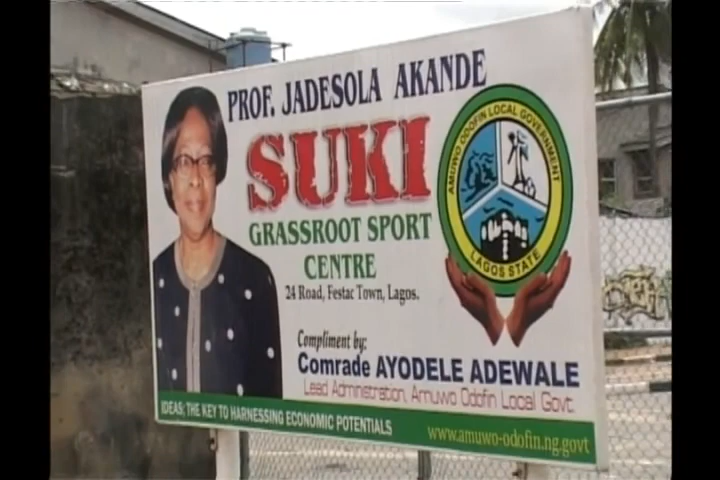 PROF. JADESOLA AKANDE
SUKI
GRASSROOT SPORT
CENTRE
24 Road, Festac Town, Lagos.
AMUWO ODOFIN LOCAL GOVERNMENT
LAGOS STATE
Compliment by:
Comrade AYODELE ADEWALE
Lead Administration, Amuwo Odofin Local Govt.
IDEAS: THE KEY TO HARNESSING ECONOMIC POTENTIALS
www.amuwo-odofin.ng.govt